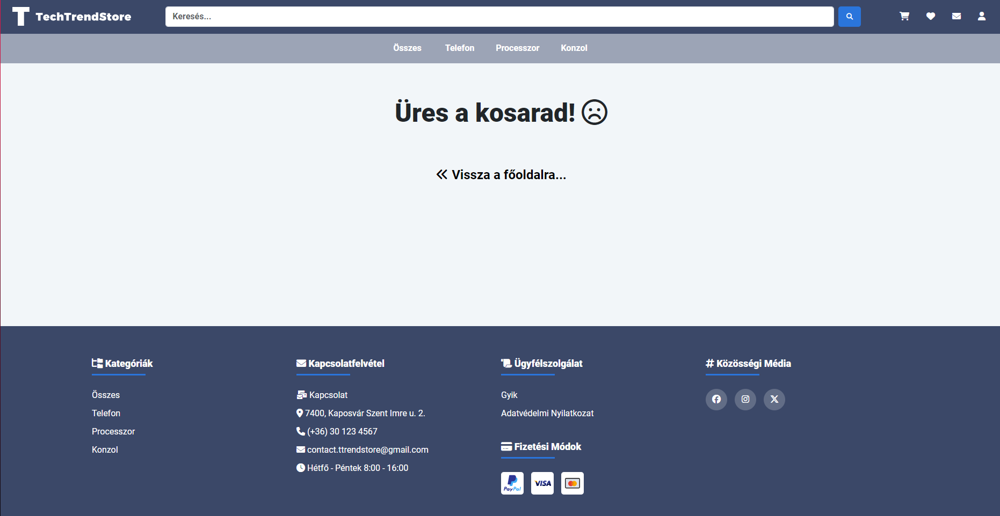 T TechTrendStore
Keresés...
Összes Telefon Processzor Konzol
Üres a kosarad!
Vissza a főoldalra...
Kategóriák
Összes
Telefon
Processzor
Konzol
Kapcsolatfelvétel
Kapcsolat
7400, Kaposvár Szent Imre u. 2.
(+36) 30 123 4567
contact.ttrendstore@gmail.com
Hétfő - Péntek 8:00 - 16:00
Ügyfélszolgálat
Gyik
Adatvédelmi Nyilatkozat
Fizetési Módok
PayPal VISA
# Közösségi Média